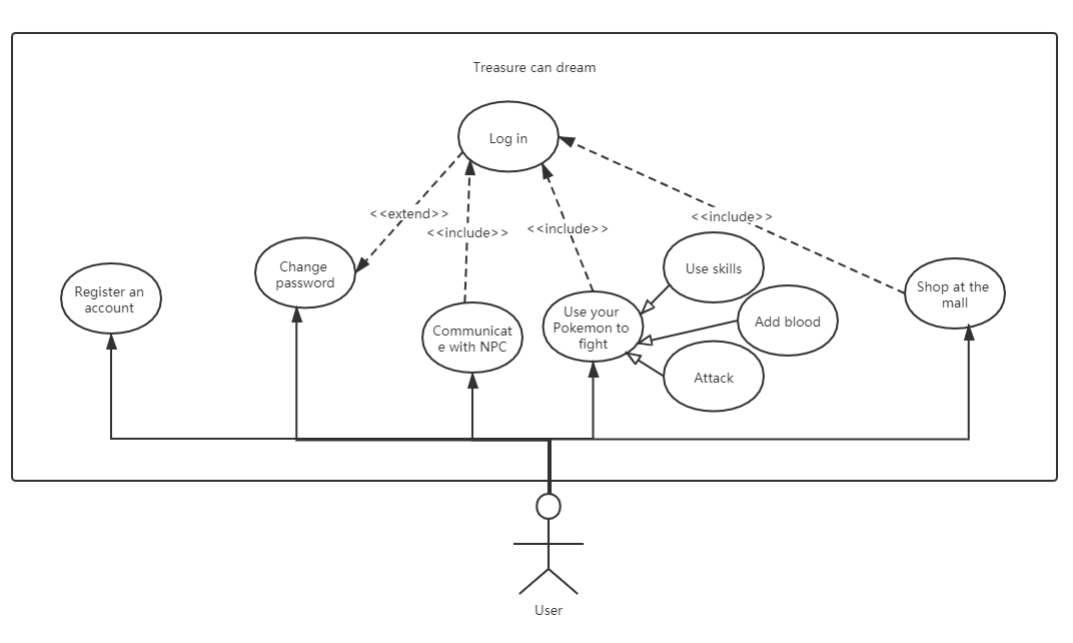 Treasure can dream
Log in
<<extend>>
<<include>>
<<include>>
<<include>>
Register an
account
Change
password
Communicat
e with NPC
Use your
Pokemon to
fight
Use skills
Add blood
Attack
Shop at the
mall
User